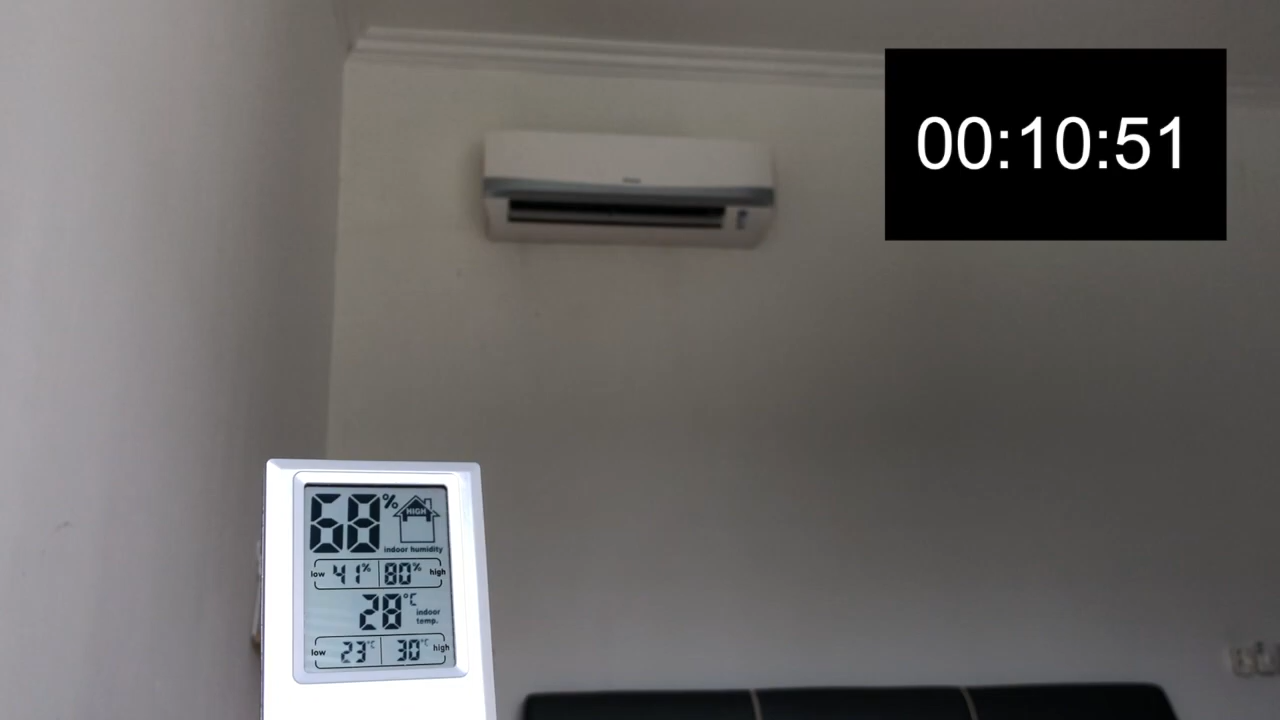 00:10:51
68%
HIGH
indoor humidity
low 41% 80% high
28°C
indoor
temp.
low 23°C 30°C high